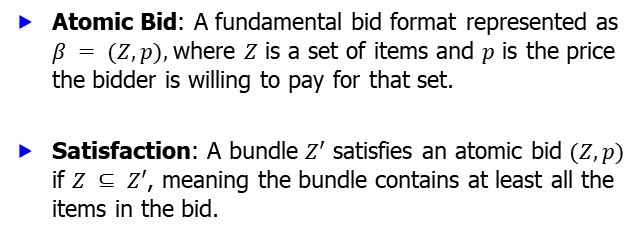 ▶ Atomic Bid: A fundamental bid format represented as
β = (Z, p), where Z is a set of items and p is the price
the bidder is willing to pay for that set.
▶ Satisfaction: A bundle Z′ satisfies an atomic bid (Z, p)
if Z ⊆ Z′, meaning the bundle contains at least all the
items in the bid.